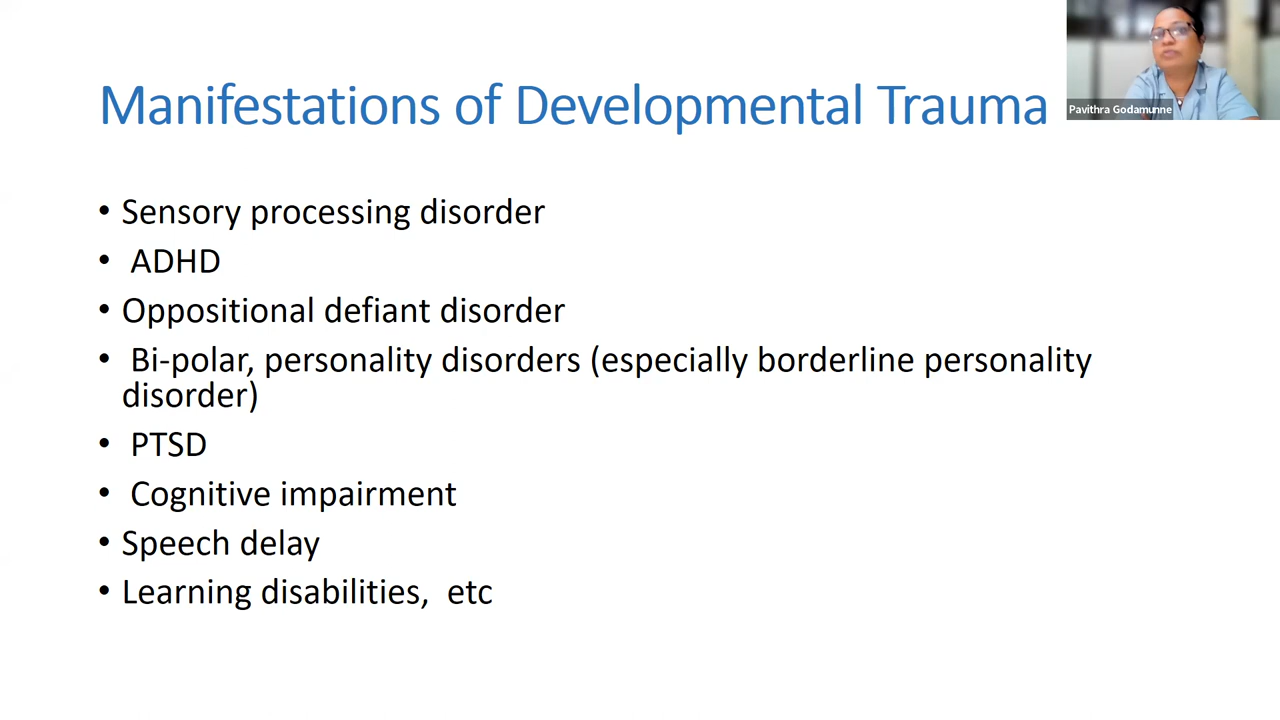 Manifestations of Developmental Trauma
Pavithra Godamunne
• Sensory processing disorder
• ADHD
• Oppositional defiant disorder
• Bi-polar, personality disorders (especially borderline personality
disorder)
• PTSD
• Cognitive impairment
• Speech delay
• Learning disabilities, etc